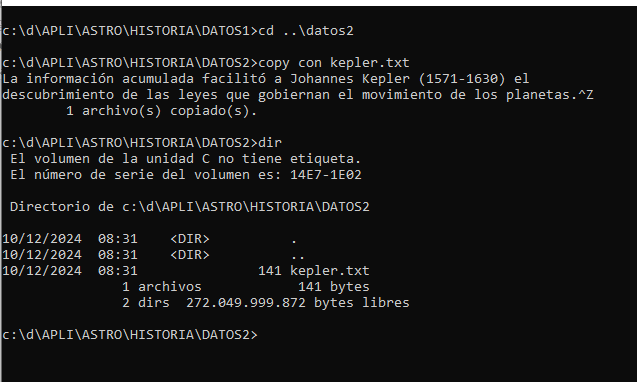 c:\d\APLI\ASTRO\HISTORIA\DATOS1>cd ..\datos2
c:\d\APLI\ASTRO\HISTORIA\DATOS2>copy con kepler.txt
La información acumulada facilitó a Johannes Kepler (1571-1630) el
descubrimiento de las leyes que gobiernan el movimiento de los planetas.^Z
        1 archivo(s) copiado(s).
c:\d\APLI\ASTRO\HISTORIA\DATOS2>dir
 El volumen de la unidad C no tiene etiqueta.
 El número de serie del volumen es: 14E7-1E02
 Directorio de c:\d\APLI\ASTRO\HISTORIA\DATOS2
10/12/2024  08:31    <DIR>          .
10/12/2024  08:31    <DIR>          ..
10/12/2024  08:31               141 kepler.txt
               1 archivos            141 bytes
               2 dirs  272.049.999.872 bytes libres
c:\d\APLI\ASTRO\HISTORIA\DATOS2>